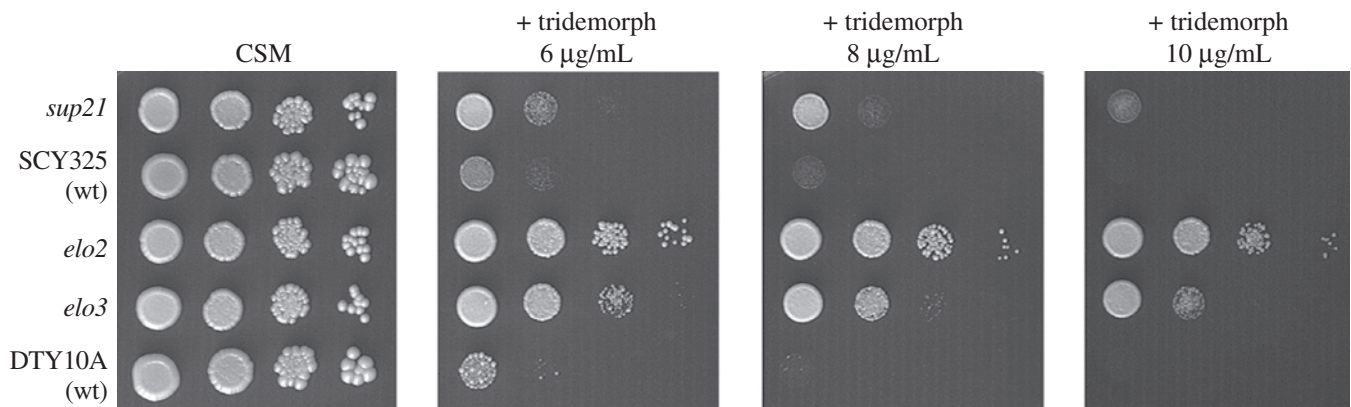 CSM
+ tridemorph
6 μg/mL
+ tridemorph
8 μg/mL
+ tridemorph
10 μg/mL
sup21
SCY325
(wt)
elo2
elo3
DTY10A
(wt)